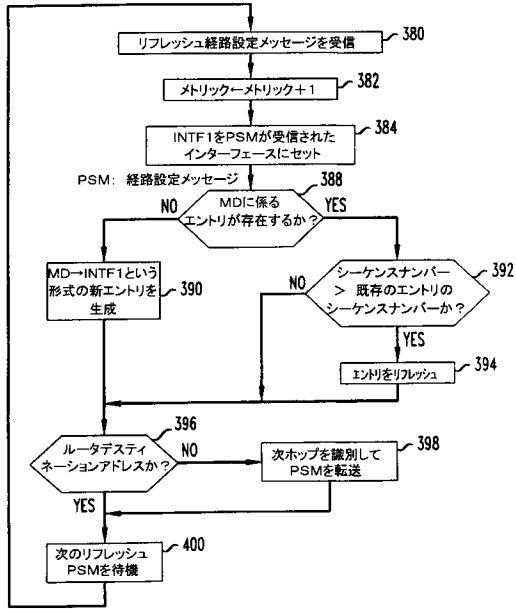 リフレッシュ経路設定メッセージを受信
380
メトリック←メトリック+1
382
INTF1をPSMが受信された
インターフェースにセット
384
PSM: 経路設定メッセージ
388
MDに係る
エントリが存在するか?
NO
YES
MD→INTF1という
形式の新エントリを
生成
390
シーケンスナンバー
> 既存のエントリの
シーケンスナンバーか?
392
NO
YES
エントリをリフレッシュ
394
396
ルータデスティ
ネーションアドレスか?
NO
YES
次ホップを識別して
PSMを転送
398
次のリフレッシュ
PSMを待機
400